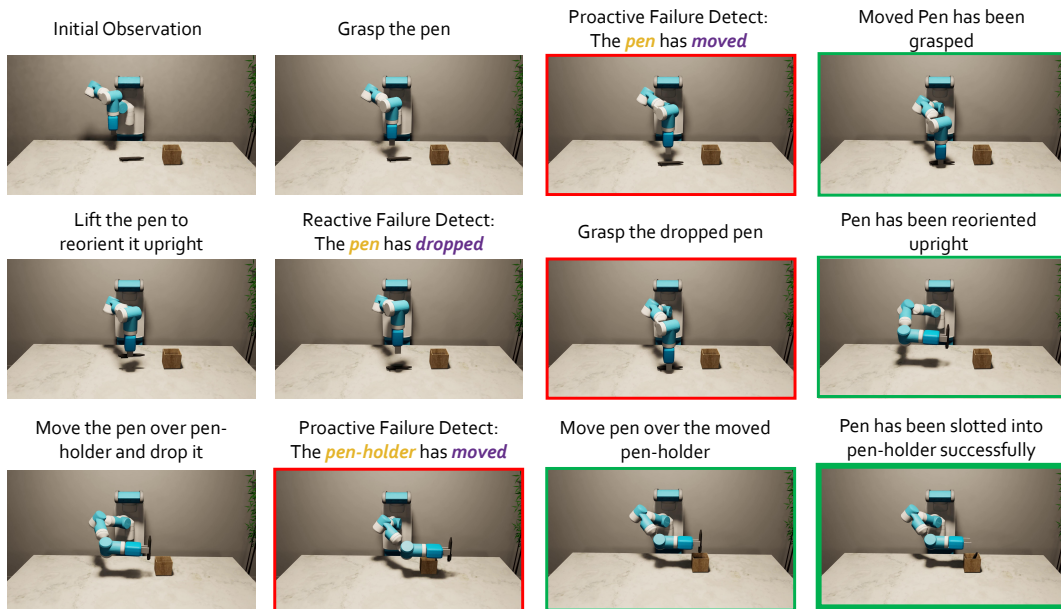 Initial Observation
Grasp the pen
Proactive Failure Detect:
The pen has moved
Moved Pen has been
grasped
Lift the pen to
reorient it upright
Reactive Failure Detect:
The pen has dropped
Grasp the dropped pen
Pen has been reoriented
upright
Move the pen over pen-
holder and drop it
Proactive Failure Detect:
The pen-holder has moved
Move pen over the moved
pen-holder
Pen has been slotted into
pen-holder successfully